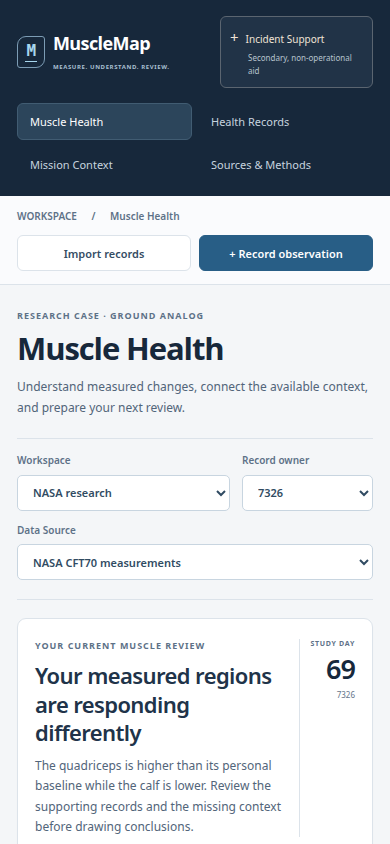 M
MuscleMap
MEASURE. UNDERSTAND. REVIEW.
+ Incident Support
Secondary, non-operational
aid
Muscle Health
Health Records
Mission Context
Sources & Methods
WORKSPACE / Muscle Health
Import records
+ Record observation
RESEARCH CASE · GROUND ANALOG
Muscle Health
Understand measured changes, connect the available context,
and prepare your next review.
Workspace
Record owner
NASA research
7326
Data Source
NASA CFT70 measurements
YOUR CURRENT MUSCLE REVIEW
Your measured regions
are responding
differently
The quadriceps is higher than its personal
baseline while the calf is lower. Review the
supporting records and the missing context
before drawing conclusions.
STUDY DAY
69
7326